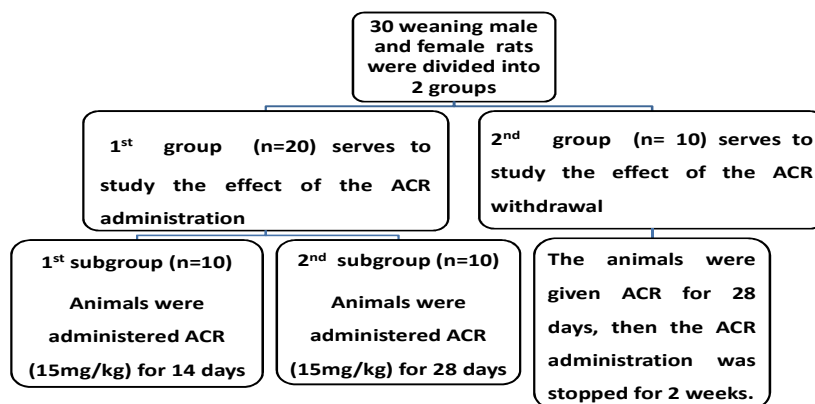 30 weaning male
and female rats
were divided into
2 groups
1st group (n=20) serves to
study the effect of the ACR
administration
2nd group (n= 10) serves to
study the effect of the ACR
withdrawal
1st subgroup (n=10)
Animals were
administered ACR
(15mg/kg) for 14 days
2nd subgroup (n=10)
Animals were
administered ACR
(15mg/kg) for 28 days
The animals were
given ACR for 28
days, then the ACR
administration was
stopped for 2 weeks.